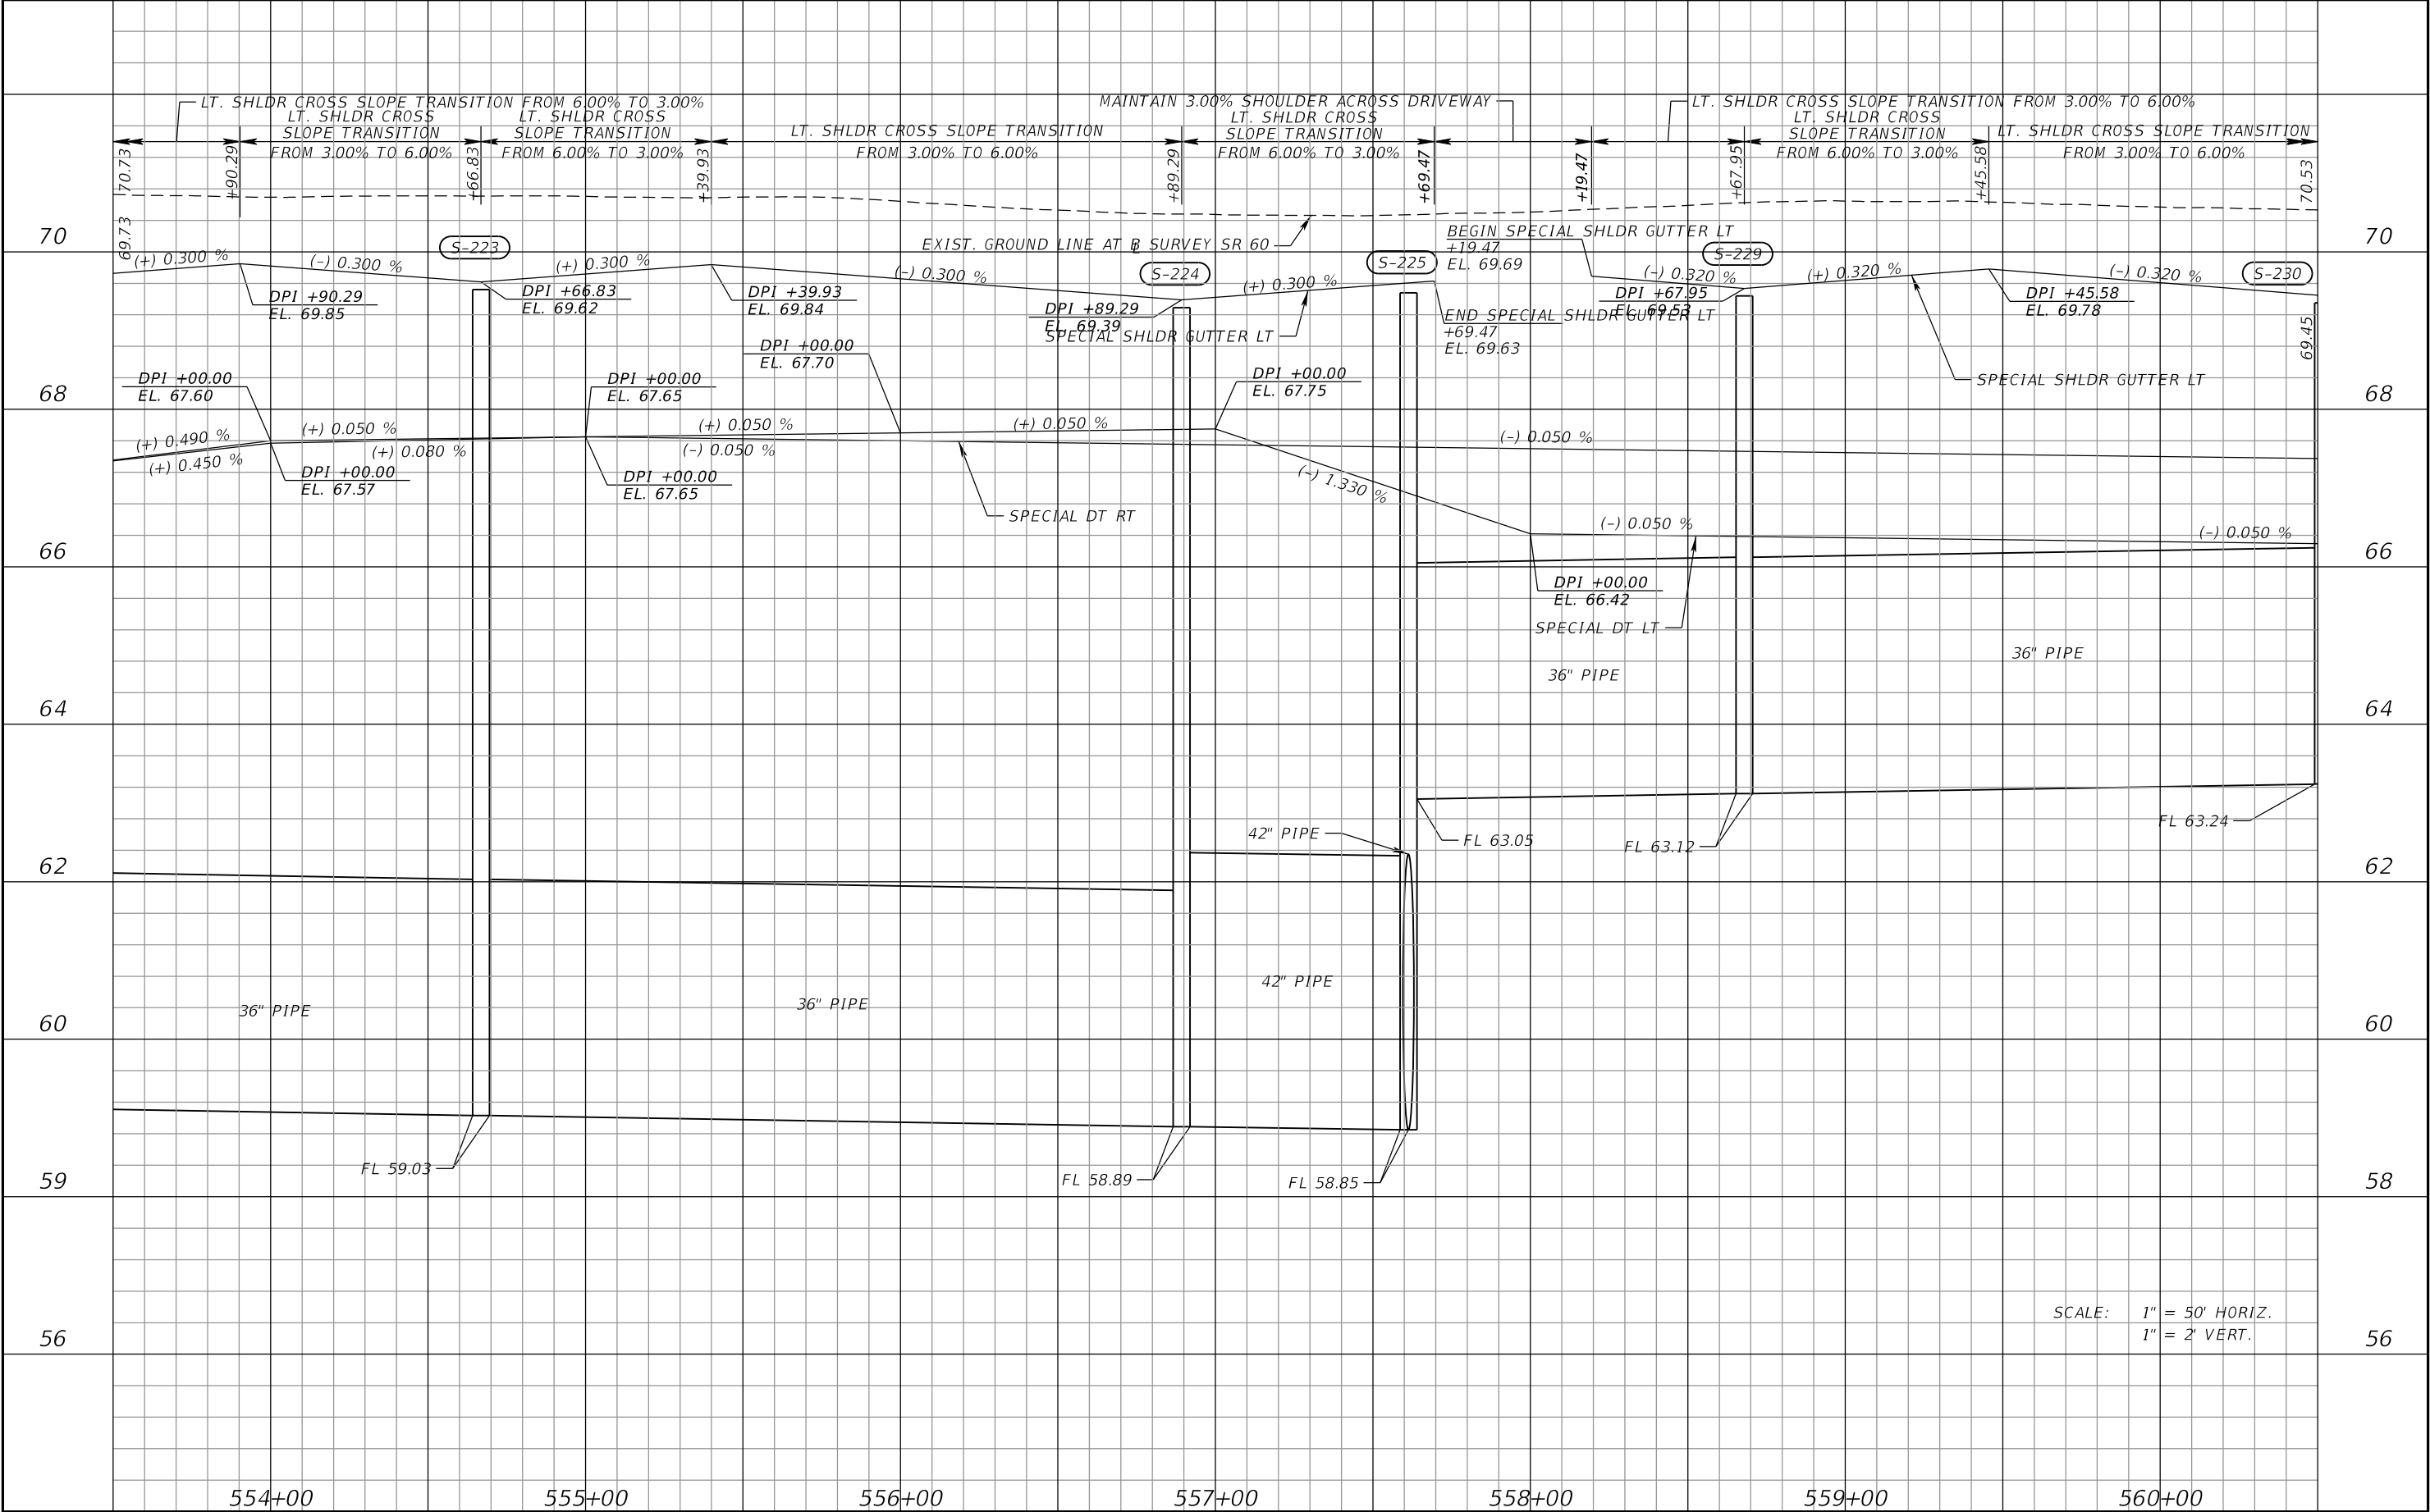 LT. SHLDR CROSS SLOPE TRANSITION FROM 6.00% TO 3.00%
LT. SHLDR CROSS
SLOPE TRANSITION
FROM 3.00% TO 6.00%
LT. SHLDR CROSS
SLOPE TRANSITION
FROM 6.00% TO 3.00%
LT. SHLDR CROSS SLOPE TRANSITION
FROM 3.00% TO 6.00%
MAINTAIN 3.00% SHOULDER ACROSS DRIVEWAY
LT. SHLDR CROSS
SLOPE TRANSITION
FROM 6.00% TO 3.00%
LT. SHLDR CROSS SLOPE TRANSITION FROM 3.00% TO 6.00%
LT. SHLDR CROSS
SLOPE TRANSITION
FROM 6.00% TO 3.00%
LT. SHLDR CROSS SLOPE TRANSITION
FROM 3.00% TO 6.00%
70.73
+90.29
+66.83
+39.93
+89.29
+69.47
+19.47
+67.95
+45.58
70.53
69.73
70
(+) 0.300 %
(-) 0.300 %
S-223
(+) 0.300 %
(-) 0.300 %
EXIST. GROUND LINE AT ⅊ SURVEY SR 60
S-224
(+) 0.300 %
S-225
BEGIN SPECIAL SHLDR GUTTER LT
+19.47
EL. 69.69
S-229
(-) 0.320 %
(+) 0.320 %
(-) 0.320 %
S-230
70
DPI +90.29
EL. 69.85
DPI +66.83
EL. 69.62
DPI +39.93
EL. 69.84
DPI +89.29
EL. 69.39
SPECIAL SHLDR GUTTER LT
END SPECIAL SHLDR GUTTER LT
+69.47
EL. 69.63
DPI +67.95
EL. 69.53
DPI +45.58
EL. 69.78
69.45
SPECIAL SHLDR GUTTER LT
68
DPI +00.00
EL. 67.60
DPI +00.00
EL. 67.65
DPI +00.00
EL. 67.70
DPI +00.00
EL. 67.75
68
(+) 0.490 %
(+) 0.450 %
(+) 0.050 %
(+) 0.080 %
(+) 0.050 %
(-) 0.050 %
(+) 0.050 %
(-) 0.050 %
DPI +00.00
EL. 67.57
DPI +00.00
EL. 67.65
SPECIAL DT RT
(-) 1.330 %
(-) 0.050 %
(-) 0.050 %
66
66
DPI +00.00
EL. 66.42
SPECIAL DT LT
36" PIPE
36" PIPE
64
64
42" PIPE
FL 63.05
FL 63.12
FL 63.24
62
62
36" PIPE
36" PIPE
42" PIPE
60
60
FL 59.03
FL 58.89
FL 58.85
59
58
SCALE: 1" = 50' HORIZ.
1" = 2' VERT.
56
56
554+00
555+00
556+00
557+00
558+00
559+00
560+00